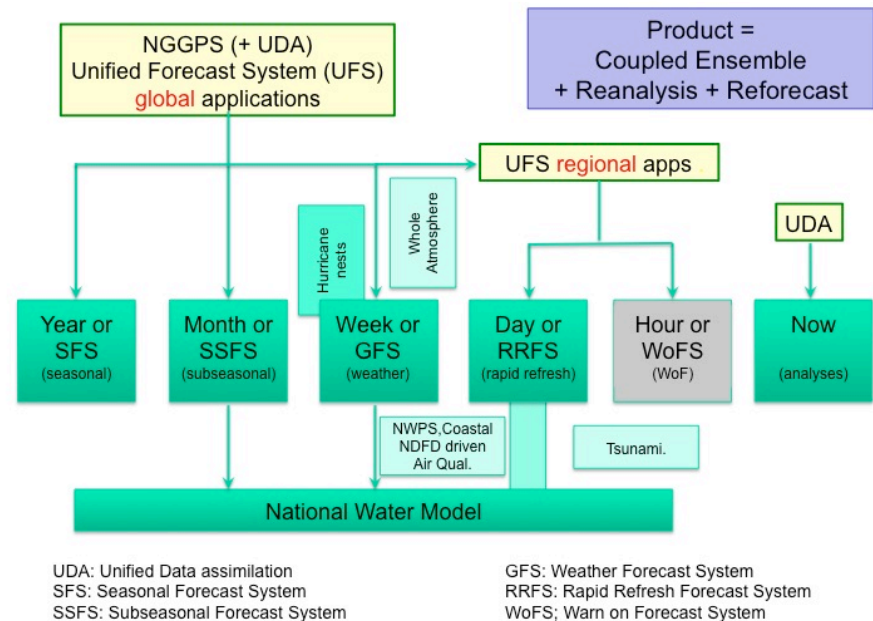 NGGPS (+ UDA)
Unified Forecast System (UFS)
global applications
Product =
Coupled Ensemble
+ Reanalysis + Reforecast
UFS regional apps
Hurricane
nests
Whole
Atmosphere
UDA
Year or
SFS
(seasonal)
Month or
SSFS
(subseasonal)
Week or
GFS
(weather)
Day or
RRFS
(rapid refresh)
Hour or
WoFS
(WoF)
Now
(analyses)
NWPS,Coastal
NDFD driven
Air Qual.
Tsunami.
National Water Model
UDA: Unified Data assimilation
SFS: Seasonal Forecast System
SSFS: Subseasonal Forecast System
GFS: Weather Forecast System
RRFS: Rapid Refresh Forecast System
WoFS; Warn on Forecast System